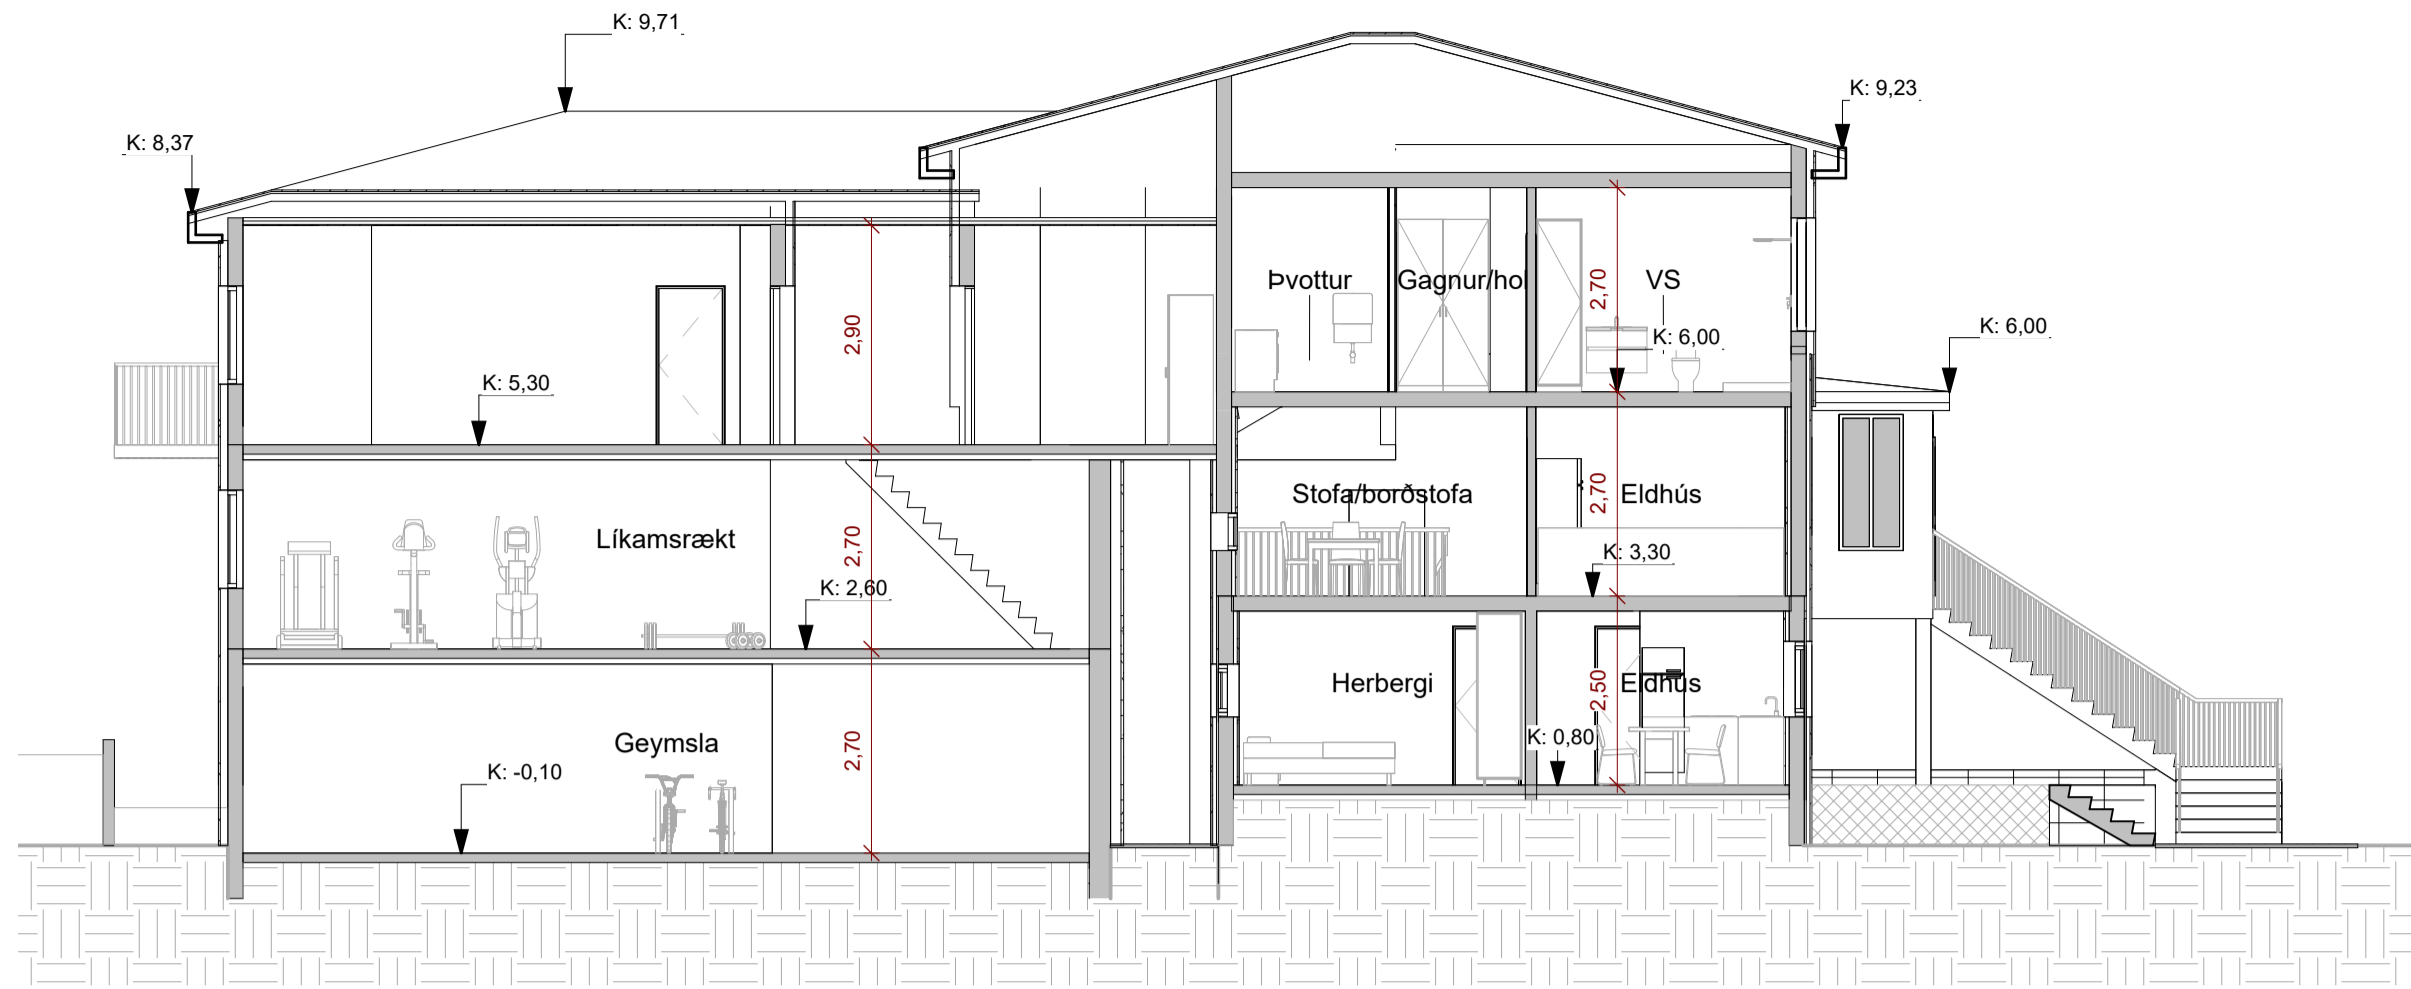 K: 9,71
K: 9,23
K: 8,37
Þvottur
Gagnur/hol
2,70
VS
2,90
K: 6,00
K: 6,00
K: 5,30
Stofa/borðstofa
2,70
Eldhús
Líkamsrækt
2,70
K: 3,30
K: 2,60
Herbergi
2,50
Eldhús
Geymsla
2,70
K: 0,80
K: -0,10